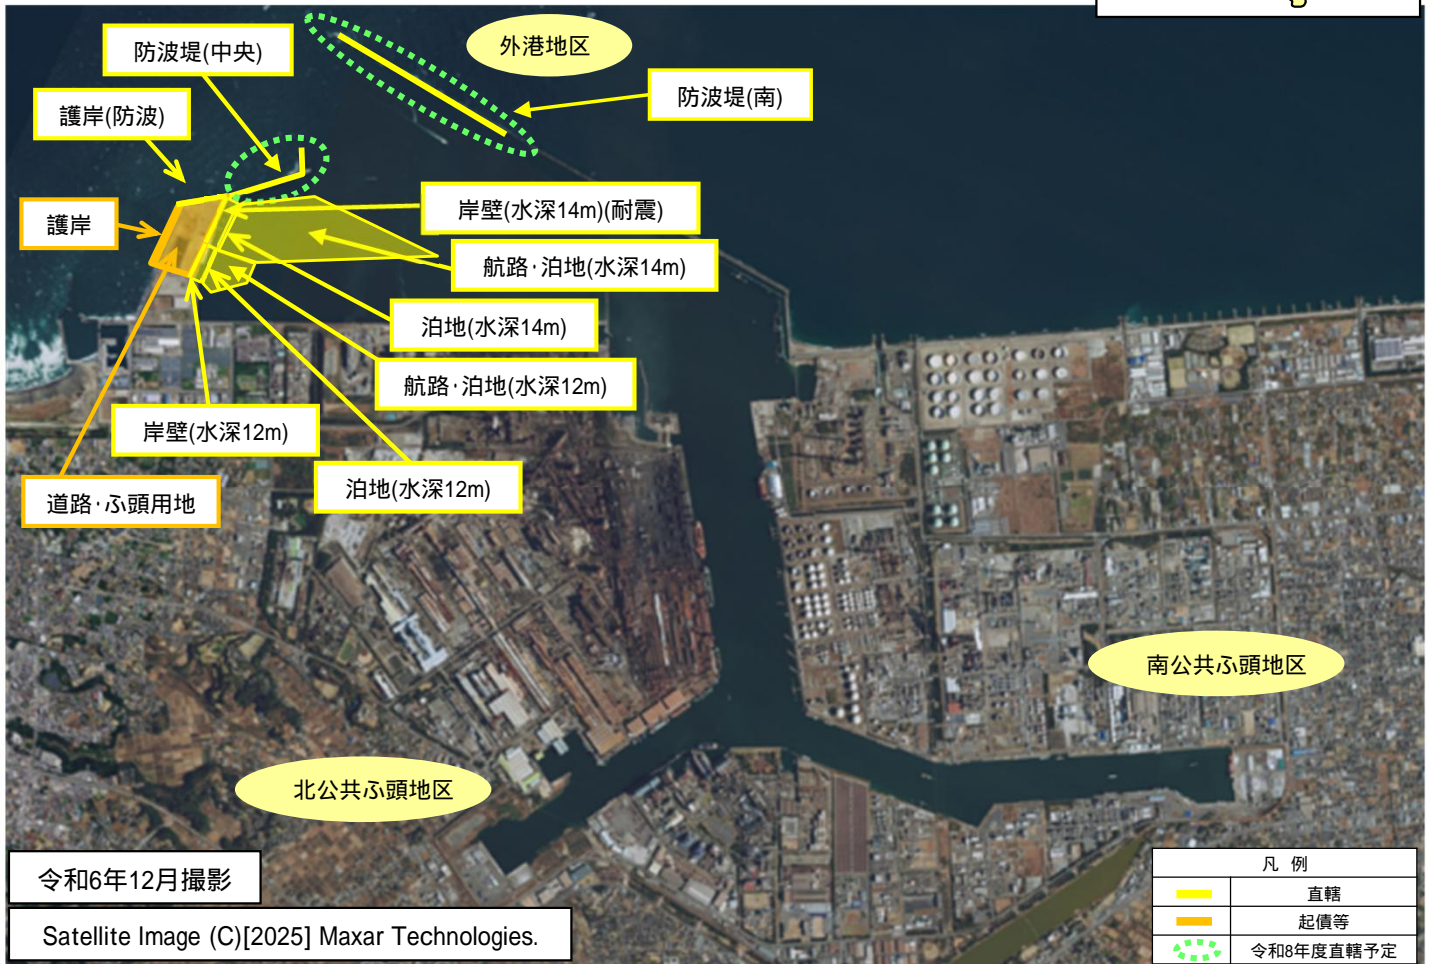 外港地区
防波堤(中央)
防波堤(南)
護岸(防波)
護岸
岸壁(水深14m)(耐震)
航路・泊地(水深14m)
泊地(水深14m)
航路・泊地(水深12m)
岸壁(水深12m)
泊地(水深12m)
道路・ふ頭用地
南公共ふ頭地区
北公共ふ頭地区
令和6年12月撮影
Satellite Image (C)[2025] Maxar Technologies.
凡 例
直轄
起債等
令和8年度直轄予定